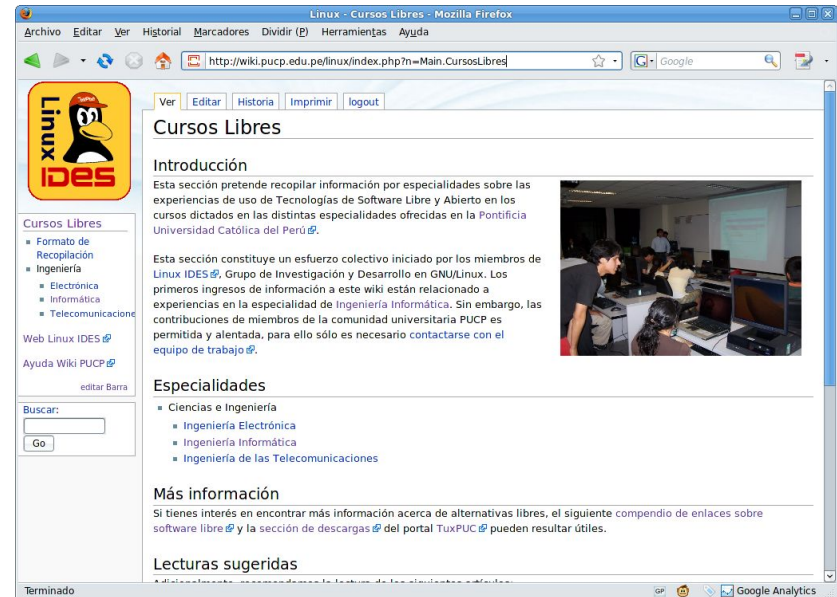 Linux - Cursos Libres - Mozilla Firefox
Archivo Editar Ver Historial Marcadores Dividir (P) Herramientas Ayuda
http://wiki.pucp.edu.pe/linux/index.php?n=Main.CursosLibres
G Google
Linux
TuxPUC
IDES
Ver Editar Historia Imprimir logout
Cursos Libres
Introducción
Esta sección pretende recopilar información por especialidades sobre las
experiencias de uso de Tecnologías de Software Libre y Abierto en los
cursos dictados en las distintas especialidades ofrecidas en la Pontificia
Universidad Católica del Perú.
Esta sección constituye un esfuerzo colectivo iniciado por los miembros de
Linux IDES, Grupo de Investigación y Desarrollo en GNU/Linux. Los
primeros ingresos de información a este wiki están relacionado a
experiencias en la especialidad de Ingeniería Informática. Sin embargo, las
contribuciones de miembros de la comunidad universitaria PUCP es
permitida y alentada, para ello sólo es necesario contactarse con el
equipo de trabajo.
Cursos Libres
Formato de
Recopilación
Ingeniería
Electrónica
Informática
Telecomunicacione
Web Linux IDES
Ayuda Wiki PUCP
editar Barra
Buscar:
Go
Especialidades
Ciencias e Ingeniería
Ingeniería Electrónica
Ingeniería Informática
Ingeniería de las Telecomunicaciones
Más información
Si tienes interés en encontrar más información acerca de alternativas libres, el siguiente compendio de enlaces sobre
software libre y la sección de descargas del portal TuxPUC pueden resultar útiles.
Lecturas sugeridas
Adicionalmente, recomendamos la lectura de los siguientes artículos:
Terminado
GP
Google Analytics